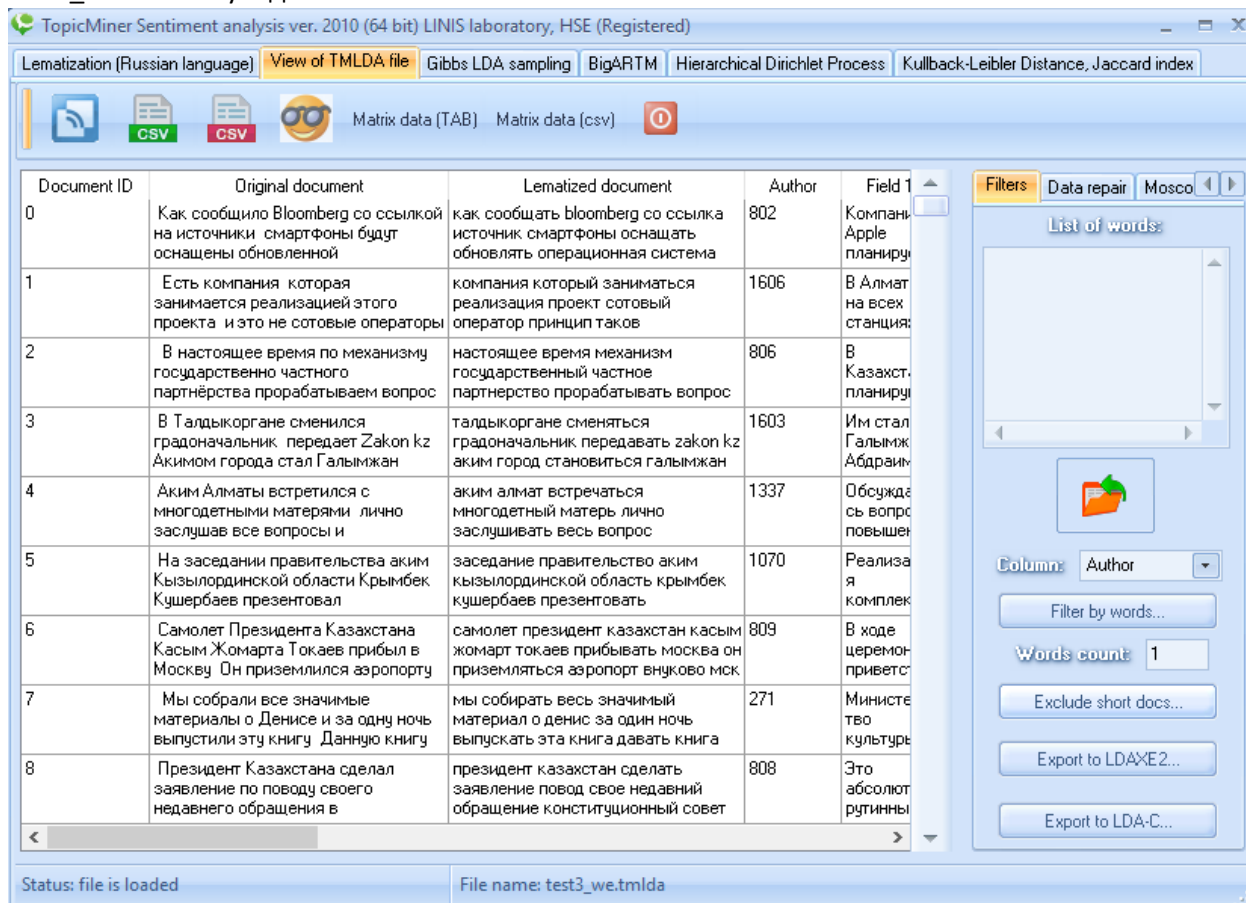 TopicMiner Sentiment analysis ver. 2010 (64 bit) LINIS laboratory, HSE (Registered)
Lematization (Russian language) View of TMLDA file Gibbs LDA sampling BigARTM Hierarchical Dirichlet Process Kullback-Leibler Distance, Jaccard index
CSV CSV Matrix data (TAB) Matrix data (csv)
Document ID Original document Lematized document Author Field 1
0
Как сообщило Bloomberg со ссылкой
на источники смартфоны будут
оснащены обновленной
как сообщать bloomberg со ссылка
источник смартфоны оснащать
обновлять операционная система
802
Компани
Apple
планиру
1
Есть компания которая
занимается реализацией этого
проекта и это не сотовые операторы
компания который заниматься
реализация проект сотовый
оператор принцип таков
1606
В Алмат
на всех
станция
2
В настоящее время по механизму
государственно частного
партнёрства прорабатываем вопрос
настоящее время механизм
государственный частное
партнерство прорабатывать вопрос
806
В
Казахст
планиру
3
В Талдыкоргане сменился
градоначальник передает Zakon kz
Акимом города стал Галымжан
талдыкоргане сменяться
градоначальник передавать zakon kz
аким город становиться галымжан
1603
Им стал
Галымж
Абдраим
4
Аким Алматы встретился с
многодетными матерями лично
заслушав все вопросы и
аким алмат встречаться
многодетный матерь лично
заслушивать весь вопрос
1337
Обсужда
сь вопро
повышен
5
На заседании правительства аким
Кызылординской области Крымбек
Кушербаев презентовал
заседание правительство аким
кызылординской область крымбек
кушербаев презентовать
1070
Реализа
я
комплек
6
Самолет Президента Казахстана
Касым Жомарта Токаев прибыл в
Москву Он приземлился аэропорту
самолет президент казахстан касым
жомарт токаев прибывать москва он
приземляться аэропорт внуково мск
809
В ходе
церемон
приветс
7
Мы собрали все значимые
материалы о Денисе и за одну ночь
выпустили эту книгу Данную книгу
мы собирать весь значимый
материал о денис за один ночь
выпускать эта книга давать книга
271
Министе
тво
культуры
8
Президент Казахстана сделал
заявление по поводу своего
недавнего обращения в
президент казахстан сделать
заявление повод свое недавний
обращение конституционный совет
808
Это
абсолют
рутинны
Filters Data repair Mosco
List of words:
Column: Author
Filter by words...
Words count: 1
Exclude short docs...
Export to LDAXE2...
Export to LDA-C...
Status: file is loaded File name: test3_we.tmlda